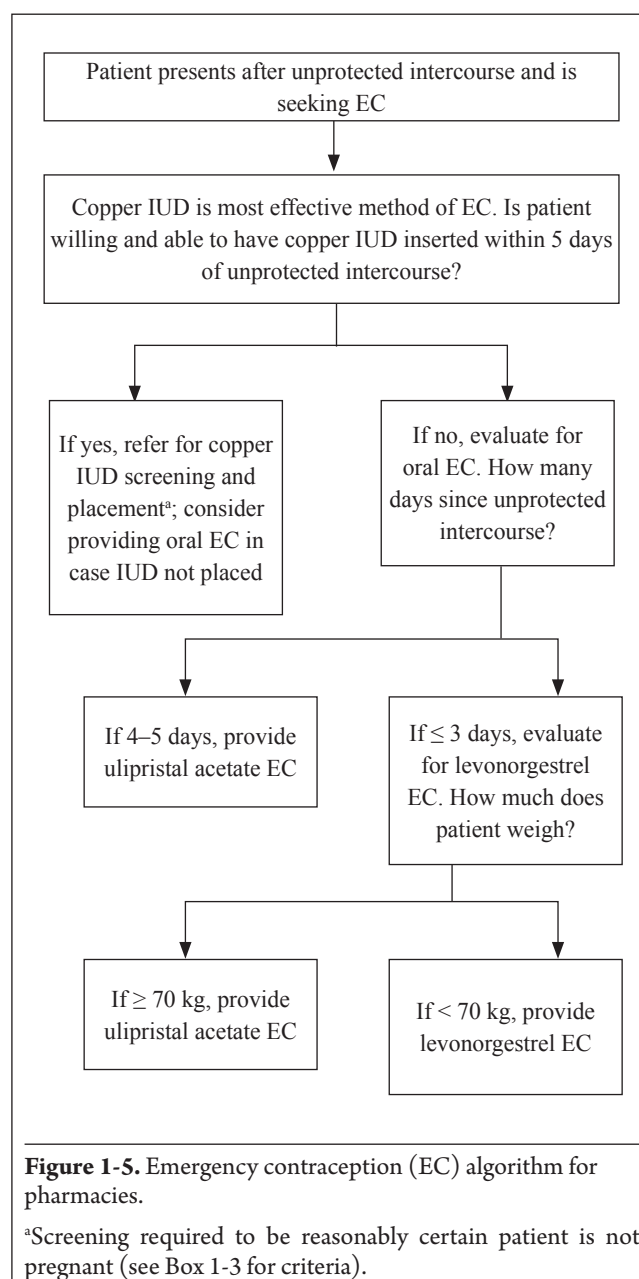 Patient presents after unprotected intercourse and is
seeking EC
Copper IUD is most effective method of EC. Is patient
willing and able to have copper IUD inserted within 5 days
of unprotected intercourse?
If yes, refer for copper
IUD screening and
placementᵃ; consider
providing oral EC in
case IUD not placed
If no, evaluate for
oral EC. How many
days since unprotected
intercourse?
If 4–5 days, provide
ulipristal acetate EC
If ≤ 3 days, evaluate
for levonorgestrel
EC. How much does
patient weigh?
If ≥ 70 kg, provide
ulipristal acetate EC
If < 70 kg, provide
levonorgestrel EC
Figure 1-5. Emergency contraception (EC) algorithm for
pharmacies.
ᵃScreening required to be reasonably certain patient is not
pregnant (see Box 1-3 for criteria).